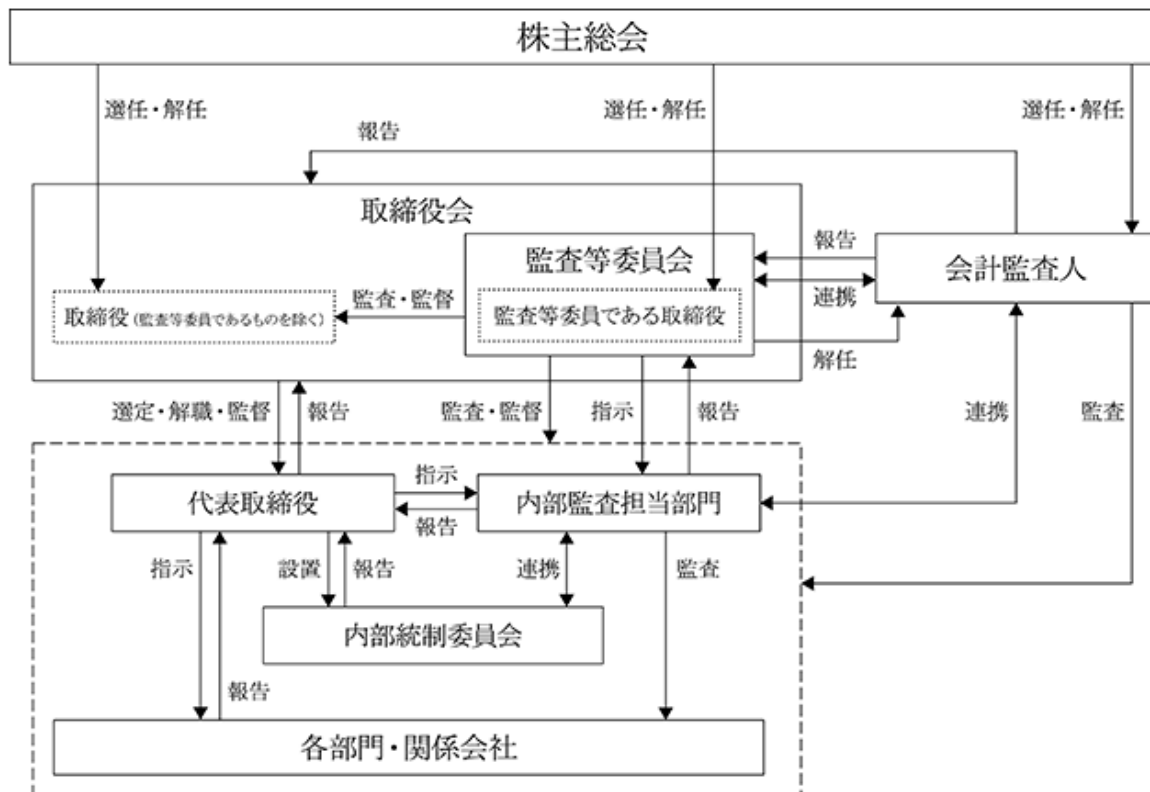 株主総会
選任・解任
選任・解任
選任・解任
報告
取締役会
監査等委員会
報告
会計監査人
連携
取締役(監査等委員であるものを除く)
監査・監督
監査等委員である取締役
解任
選定・解職・監督
報告
監査・監督
指示
報告
連携
監査
代表取締役
指示
報告
内部監査担当部門
指示
設置
報告
連携
監査
内部統制委員会
報告
各部門・関係会社